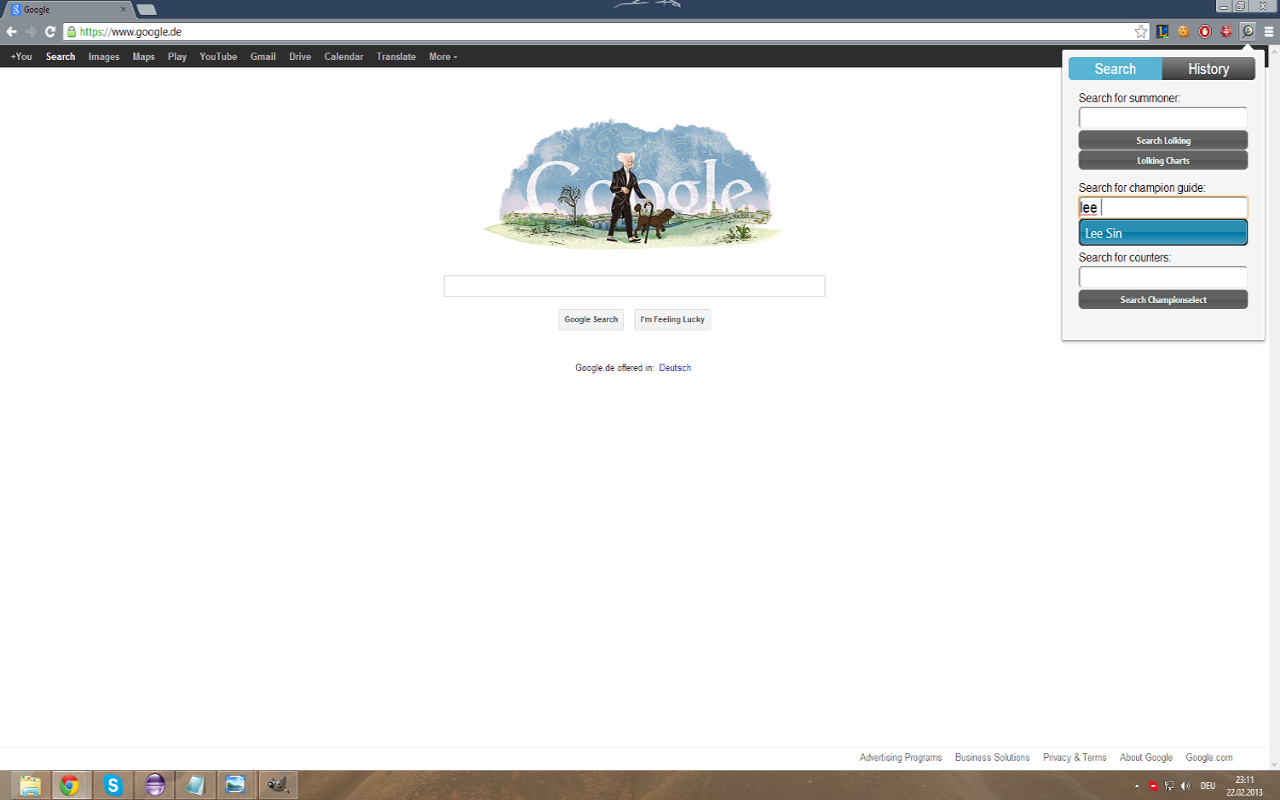 Google
https://www.google.de
+You Search Images Maps Play YouTube Gmail Drive Calendar Translate More
Search History
Search for summoner:
Search Lolking
Lolking Charts
Search for champion guide:
lee
Lee Sin
Search for counters:
Search Championselect
Google
Google Search I'm Feeling Lucky
Google.de offered in: Deutsch
Advertising Programs Business Solutions Privacy & Terms About Google Google.com
DEU 23:11
22.02.2013